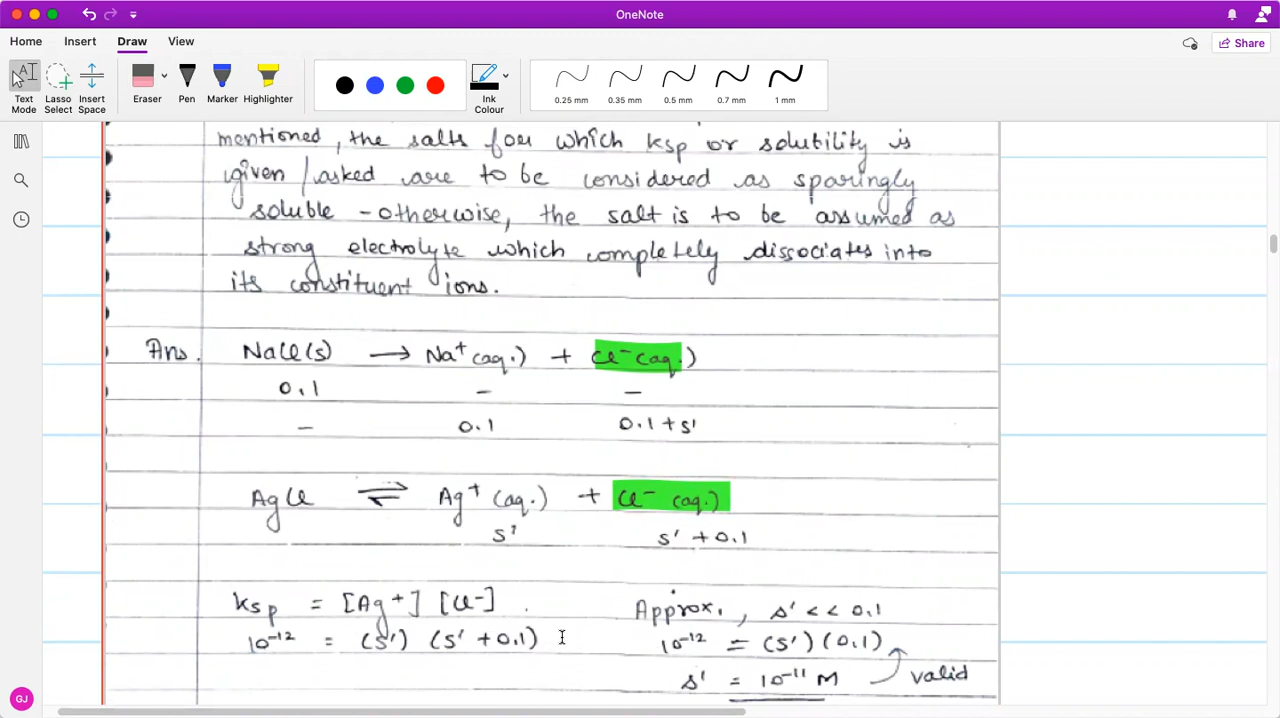 OneNote
Home Insert Draw View
Share
Text Mode
Lasso Select
Insert Space
Eraser
Pen
Marker
Highlighter
Ink Colour
0.25 mm 0.35 mm 0.5 mm 0.7 mm 1 mm
mentioned, the salts for which ksp or solubility is
given / asked are to be considered as sparingly
soluble - otherwise, the salt is to be assumed as
strong electrolyte which completely dissociates into
its constituent ions.
Ans. NaCl(s) → Na⁺ (aq.) + Cl⁻ (aq.)
0.1 - -
- 0.1 0.1 + s'
AgCl ⇌ Ag⁺ (aq.) + Cl⁻ (aq.)
s' s' + 0.1
ksp = [Ag⁺] [Cl⁻]
10⁻¹² = (s') (s' + 0.1)
Approx., s' << 0.1
10⁻¹² = (s') (0.1)
s' = 10⁻¹¹ M valid
GJ